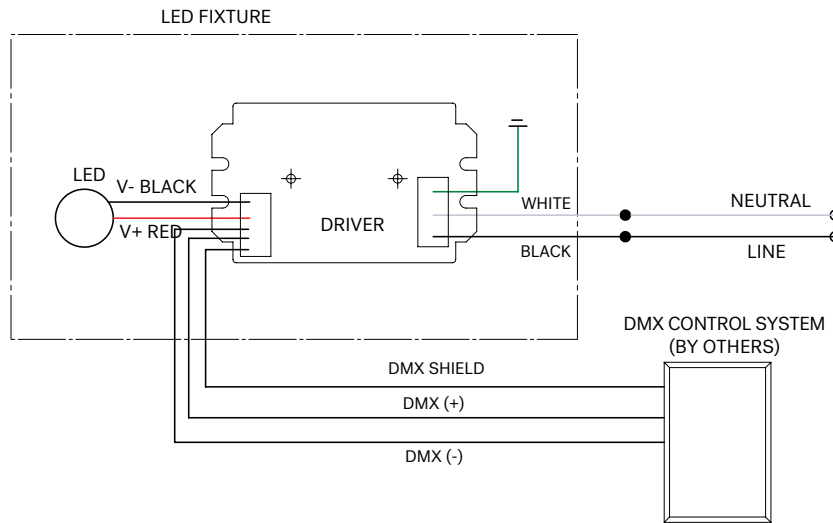 LED FIXTURE
LED
V- BLACK
V+ RED
DRIVER
WHITE
BLACK
NEUTRAL
LINE
DMX CONTROL SYSTEM
(BY OTHERS)
DMX SHIELD
DMX (+)
DMX (-)